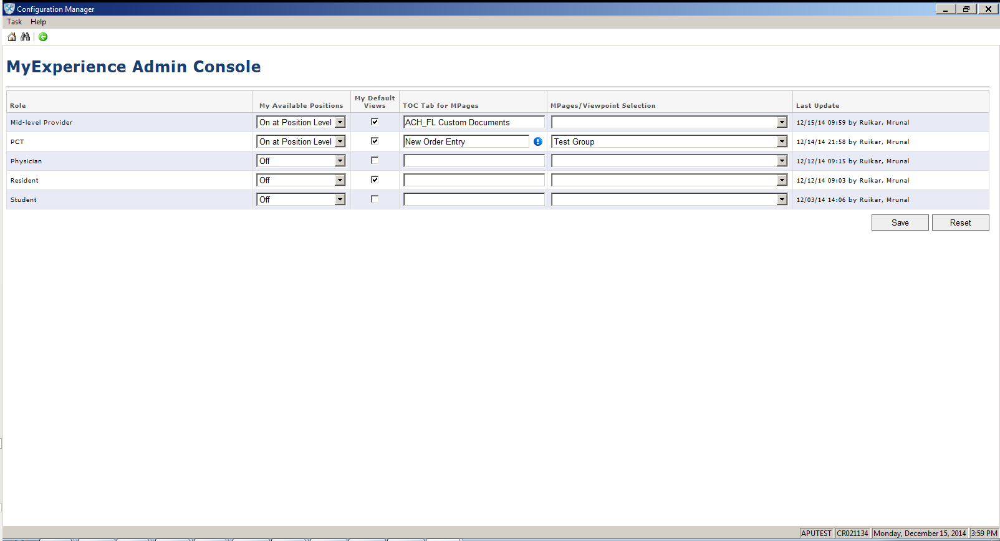 Configuration Manager
Task Help
MyExperience Admin Console
Role My Available Positions My Default Views TOC Tab for MPages MPages/Viewpoint Selection Last Update
Mid-level Provider On at Position Level ACH_FL Custom Documents 12/15/14 09:59 by Ruikar, Mrunal
PCT On at Position Level New Order Entry Test Group 12/14/14 21:58 by Ruikar, Mrunal
Physician Off 12/12/14 09:15 by Ruikar, Mrunal
Resident Off 12/12/14 09:03 by Ruikar, Mrunal
Student Off 12/03/14 14:06 by Ruikar, Mrunal
Save Reset
APUTEST CR021134 Monday, December 15, 2014 3:59 PM